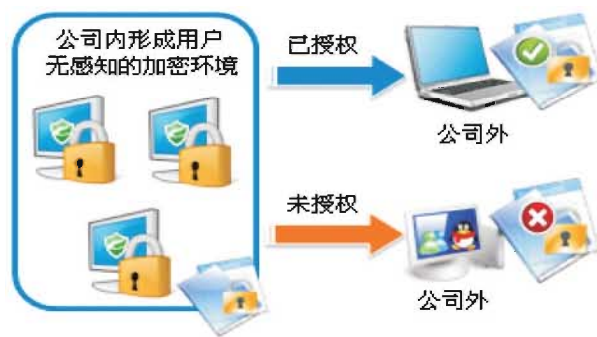 公司内形成用户
无感知的加密环境
已授权
公司外
未授权
公司外